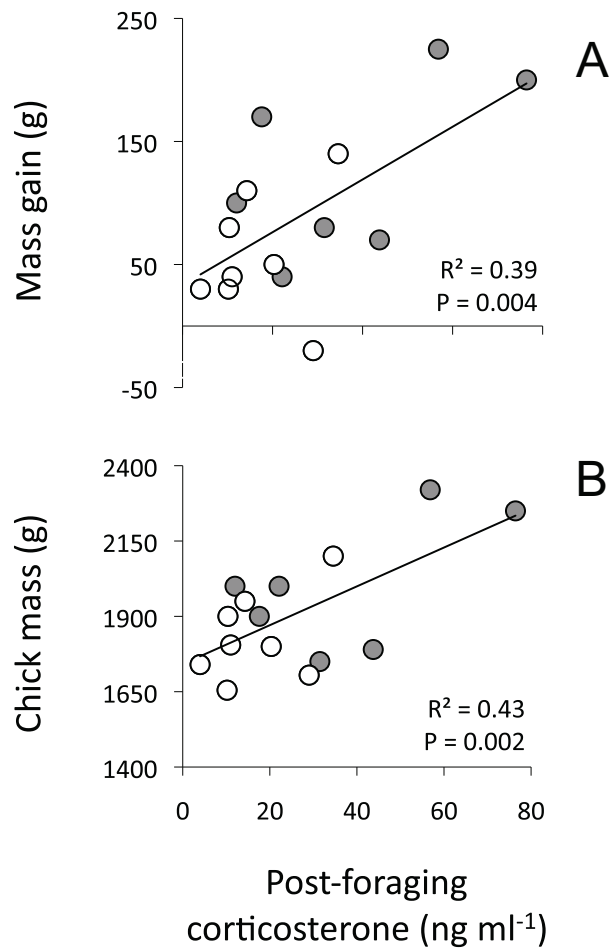 250
A
150
Mass gain (g)
50
R² = 0.39
P = 0.004
-50
2400
B
2150
1900
Chick mass (g)
1650
R² = 0.43
P = 0.002
1400
0 20 40 60 80
Post-foraging
corticosterone (ng ml⁻¹)